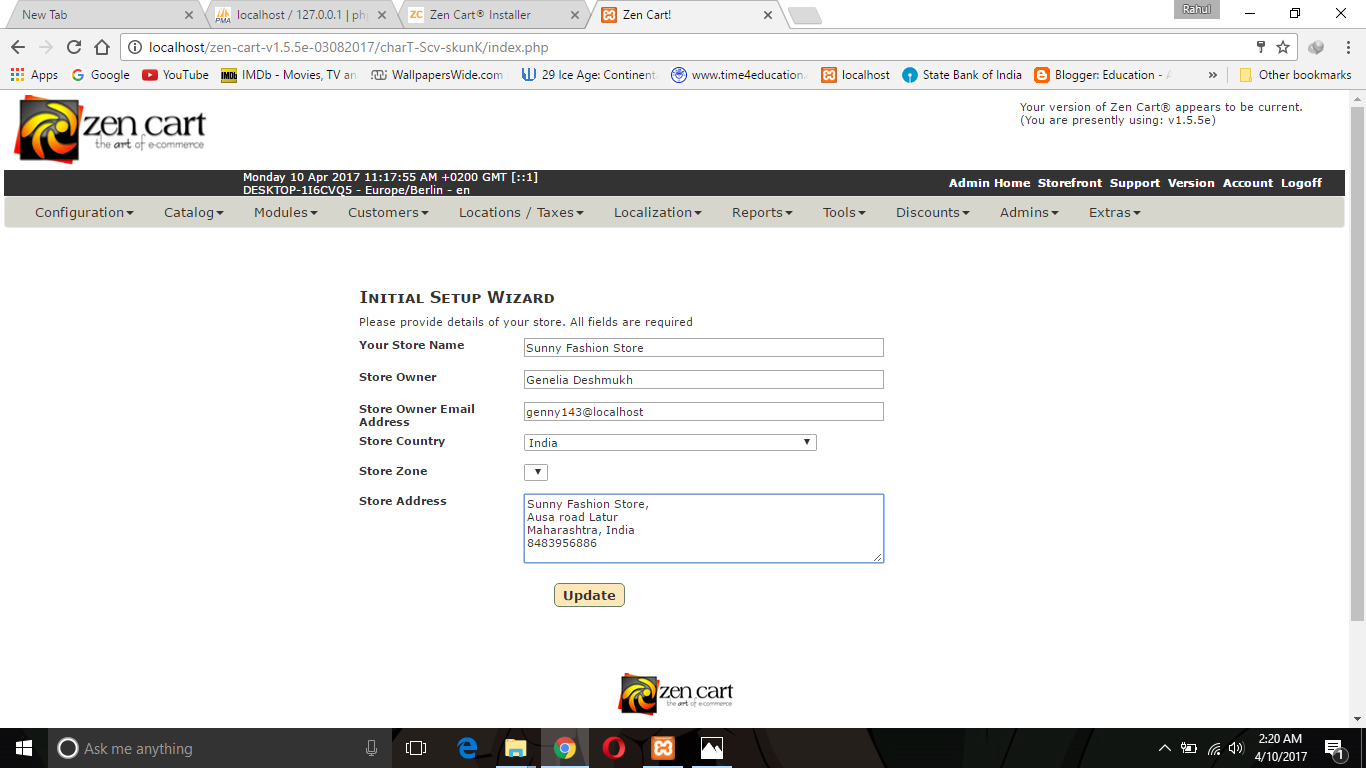 New Tab
localhost / 127.0.0.1 | ph
Zen Cart® Installer
Zen Cart!
Rahul
localhost/zen-cart-v1.5.5e-03082017/charT-Scv-skunK/index.php
Apps
Google
YouTube
IMDb - Movies, TV an
WallpapersWide.com
29 Ice Age: Continent
www.time4education.
localhost
State Bank of India
Blogger: Education - A
»
Other bookmarks
zen cart
the art of e-commerce
Your version of Zen Cart® appears to be current.
(You are presently using: v1.5.5e)
Monday 10 Apr 2017 11:17:55 AM +0200 GMT [::1]
DESKTOP-1I6CVQ5 - Europe/Berlin - en
Admin Home Storefront Support Version Account Logoff
Configuration Catalog Modules Customers Locations / Taxes Localization Reports Tools Discounts Admins Extras
Initial Setup Wizard
Please provide details of your store. All fields are required
Your Store Name
Sunny Fashion Store
Store Owner
Genelia Deshmukh
Store Owner Email
Address
genny143@localhost
Store Country
India
Store Zone
Store Address
Sunny Fashion Store,
Ausa road Latur
Maharashtra, India
8483956886
Update
zen cart
the art of e-commerce
Ask me anything
2:20 AM
4/10/2017
1